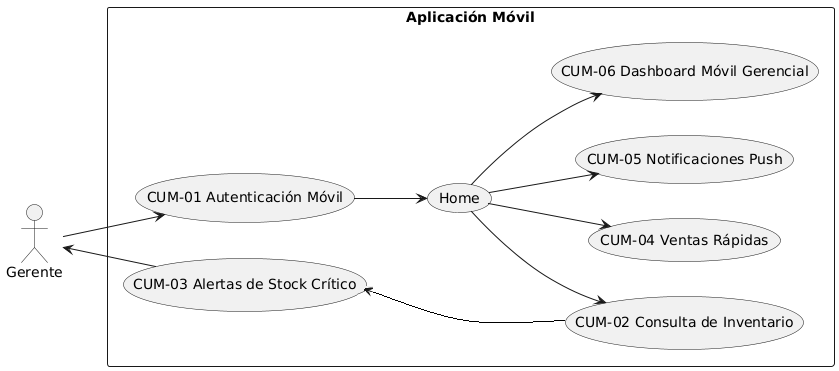 Aplicación Móvil
CUM-06 Dashboard Móvil Gerencial
CUM-05 Notificaciones Push
CUM-01 Autenticación Móvil
Home
CUM-04 Ventas Rápidas
Gerente
CUM-03 Alertas de Stock Crítico
CUM-02 Consulta de Inventario